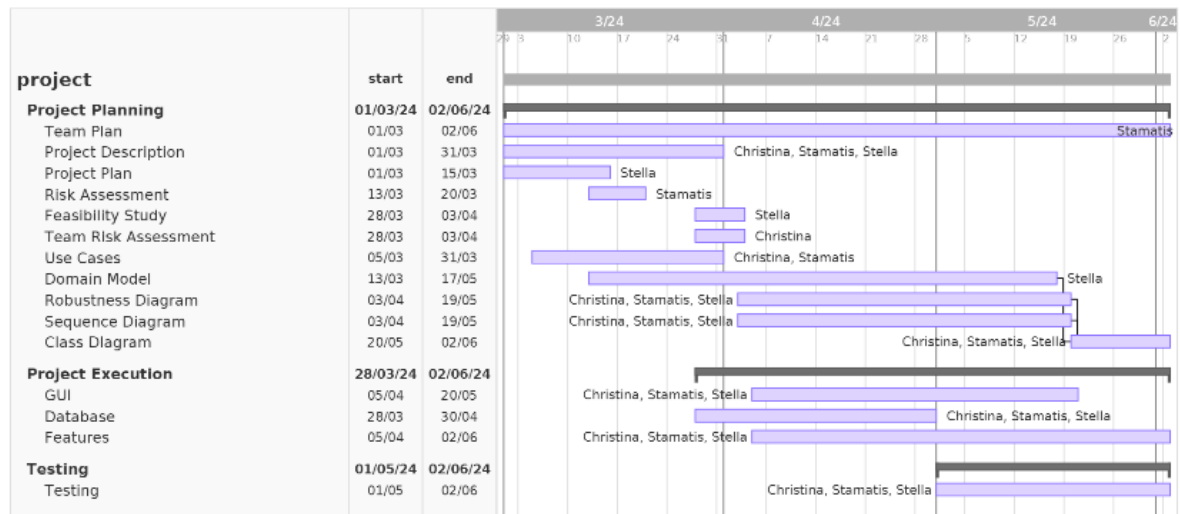 3/24 4/24 5/24 6/24
29 3 10 17 24 31 7 14 21 28 5 12 19 26 2
project start end
Project Planning 01/03/24 02/06/24
Team Plan 01/03 02/06 Stamatis
Project Description 01/03 31/03 Christina, Stamatis, Stella
Project Plan 01/03 15/03 Stella
Risk Assessment 13/03 20/03 Stamatis
Feasibility Study 28/03 03/04 Stella
Team Risk Assessment 28/03 03/04 Christina
Use Cases 05/03 31/03 Christina, Stamatis
Domain Model 13/03 17/05 Stella
Robustness Diagram 03/04 19/05 Christina, Stamatis, Stella
Sequence Diagram 03/04 19/05 Christina, Stamatis, Stella
Class Diagram 20/05 02/06 Christina, Stamatis, Stella
Project Execution 28/03/24 02/06/24
GUI 05/04 20/05 Christina, Stamatis, Stella
Database 28/03 30/04 Christina, Stamatis, Stella
Features 05/04 02/06 Christina, Stamatis, Stella
Testing 01/05/24 02/06/24
Testing 01/05 02/06 Christina, Stamatis, Stella